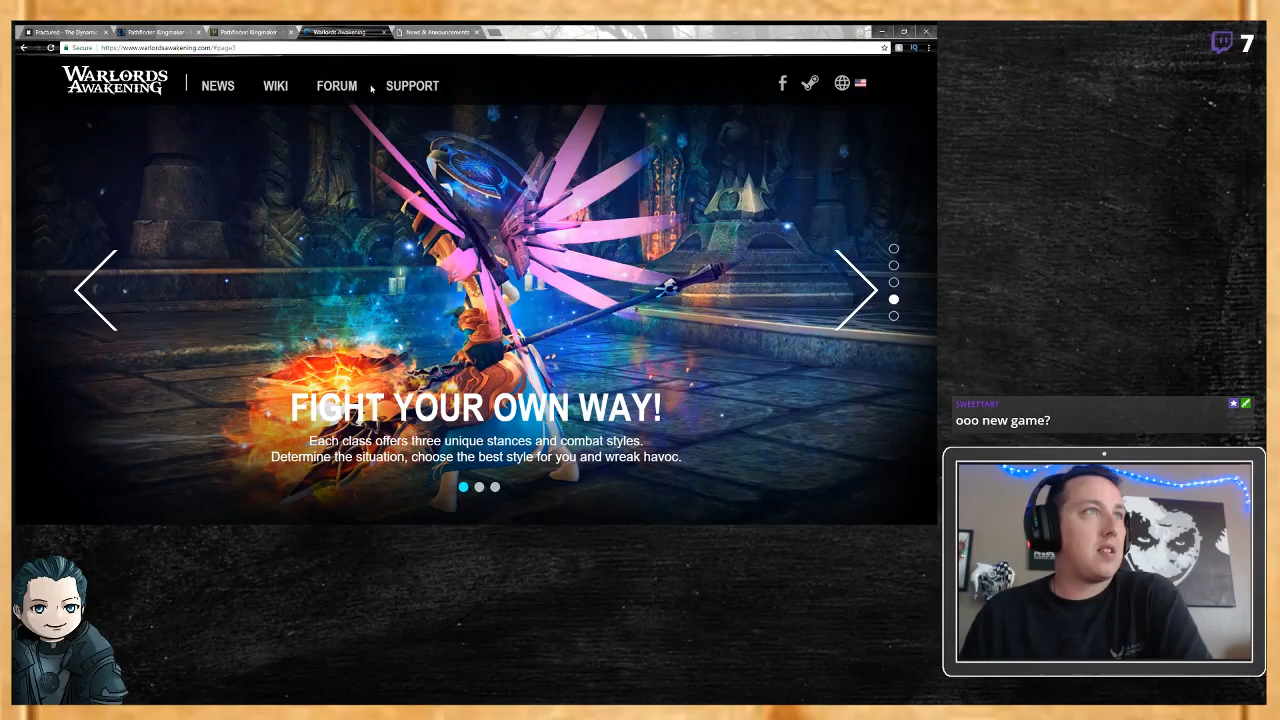 Fractured - The Dynamic
Pathfinder: Kingmaker
Pathfinder: Kingmaker
Warlords Awakening
News & Announcements
Secure
https://www.warlordsawakening.com/#page3
7
WARLORDS
AWAKENING
NEWS
WIKI
FORUM
SUPPORT
FIGHT YOUR OWN WAY!
Each class offers three unique stances and combat styles.
Determine the situation, choose the best style for you and wreak havoc.
SWEETTART
ooo new game?